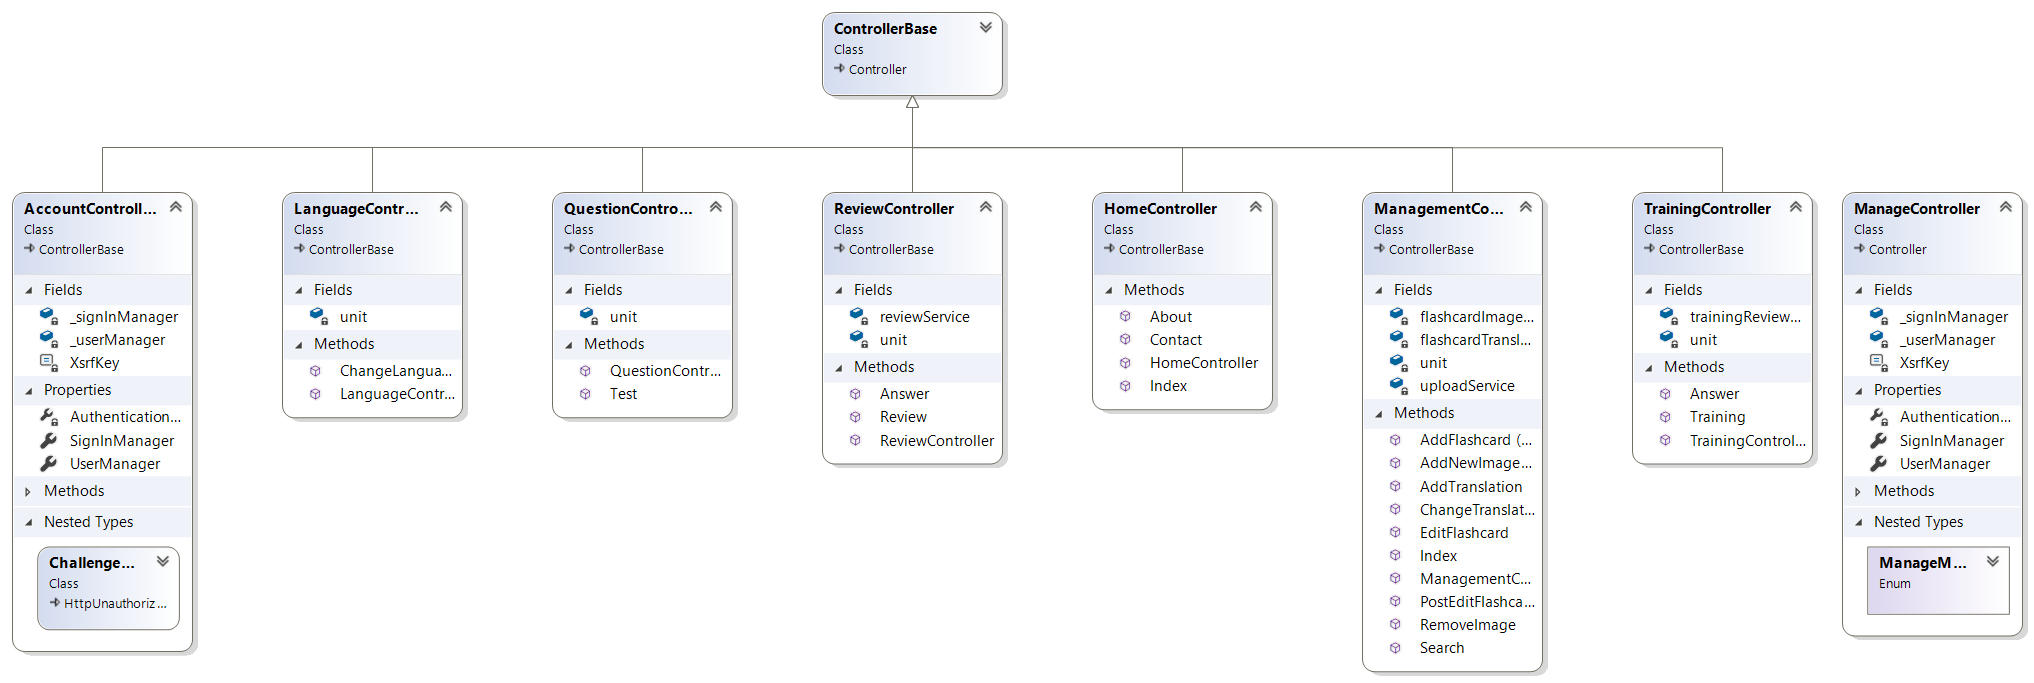 ControllerBase
Class
Controller
AccountControll...
Class
ControllerBase
Fields
_signInManager
_userManager
XsrfKey
Properties
Authentication...
SignInManager
UserManager
Methods
Nested Types
Challenge...
Class
HttpUnauthoriz...
LanguageContr...
Class
ControllerBase
Fields
unit
Methods
ChangeLangua...
LanguageContr...
QuestionContro...
Class
ControllerBase
Fields
unit
Methods
QuestionContr...
Test
ReviewController
Class
ControllerBase
Fields
reviewService
unit
Methods
Answer
Review
ReviewController
HomeController
Class
ControllerBase
Methods
About
Contact
HomeController
Index
ManagementCo...
Class
ControllerBase
Fields
flashcardImage...
flashcardTransl...
unit
uploadService
Methods
AddFlashcard (...
AddNewImage...
AddTranslation
ChangeTranslat...
EditFlashcard
Index
ManagementC...
PostEditFlashca...
RemoveImage
Search
TrainingController
Class
ControllerBase
Fields
trainingReview...
unit
Methods
Answer
Training
TrainingControl...
ManageController
Class
Controller
Fields
_signInManager
_userManager
XsrfKey
Properties
Authentication...
SignInManager
UserManager
Methods
Nested Types
ManageM...
Enum